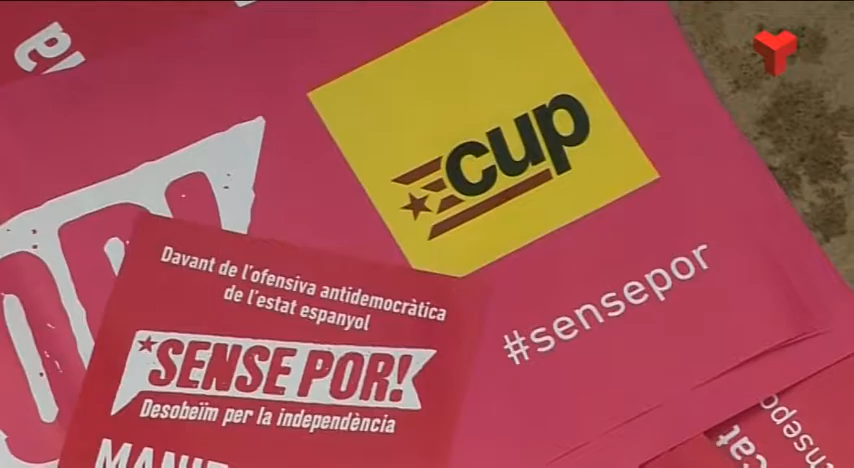 cup
#sensepor
Davant de l'ofensiva antidemocràtica
de l'estat espanyol
SENSE POR!
Desobeïm per la independència